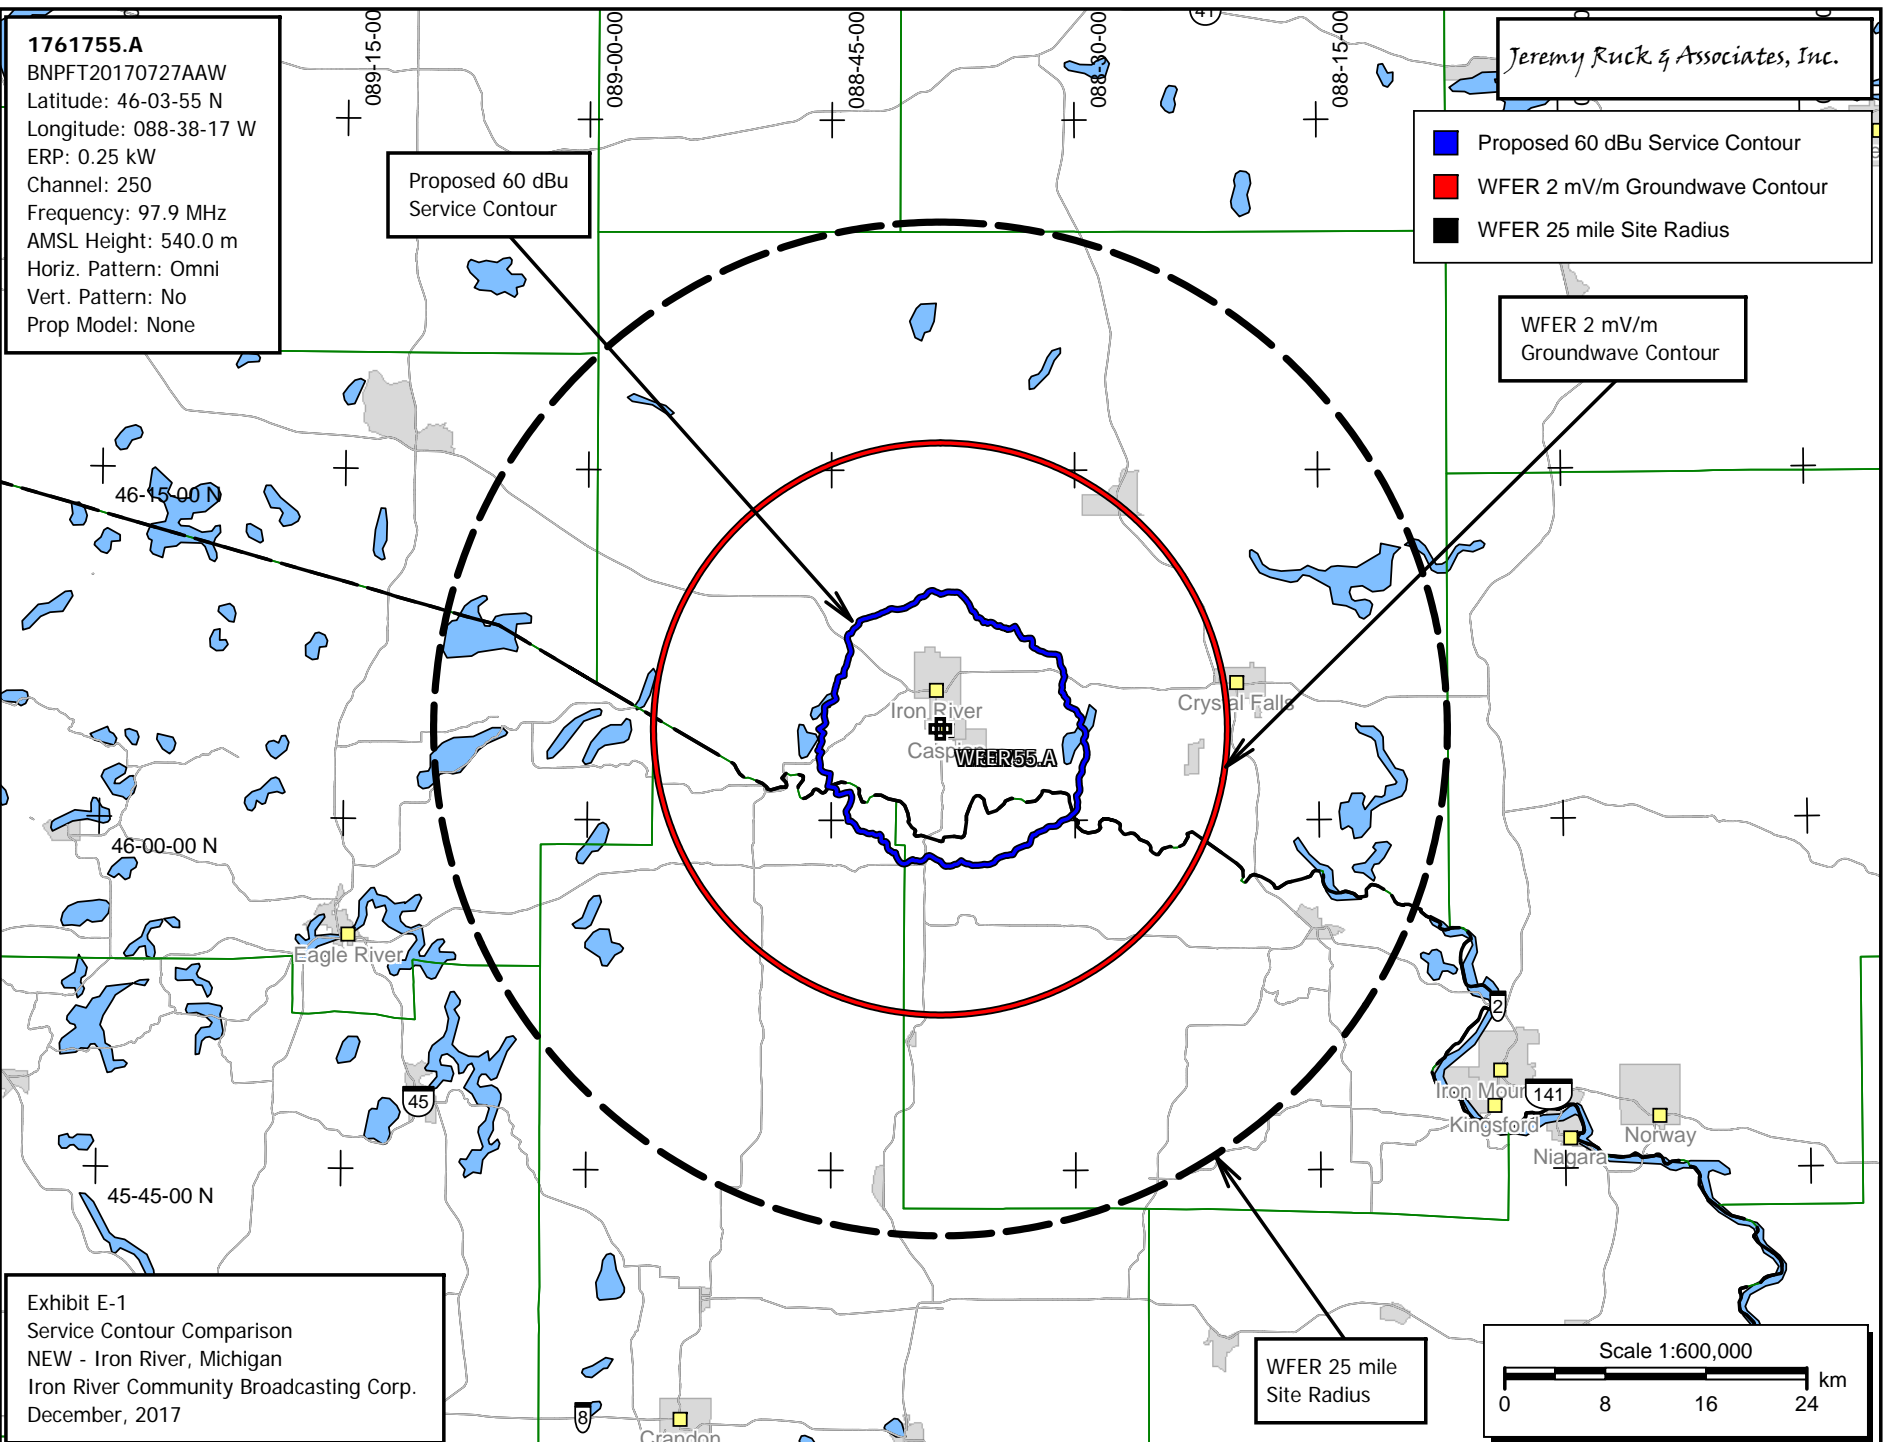 1761755.A
BNPFT20170727AAW
Latitude: 46-03-55 N
Longitude: 088-38-17 W
ERP: 0.25 kW
Channel: 250
Frequency: 97.9 MHz
AMSL Height: 540.0 m
Horiz. Pattern: Omni
Vert. Pattern: No
Prop Model: None
089-15-00
089-00-00
088-45-00
088-30-00
088-15-00
41
Jeremy Ruck & Associates, Inc.
Proposed 60 dBu Service Contour
WFER 2 mV/m Groundwave Contour
WFER 25 mile Site Radius
Proposed 60 dBu
Service Contour
WFER 2 mV/m
Groundwave Contour
46-15-00 N
Iron River
Crystal Falls
WFER
46-00-00 N
Eagle River
2
Iron Moun
141
45
Kingsford
Norway
Niagara
45-45-00 N
Exhibit E-1
Service Contour Comparison
NEW - Iron River, Michigan
Iron River Community Broadcasting Corp.
December, 2017
8
Crandon
WFER 25 mile
Site Radius
Scale 1:600,000
km
0 8 16 24